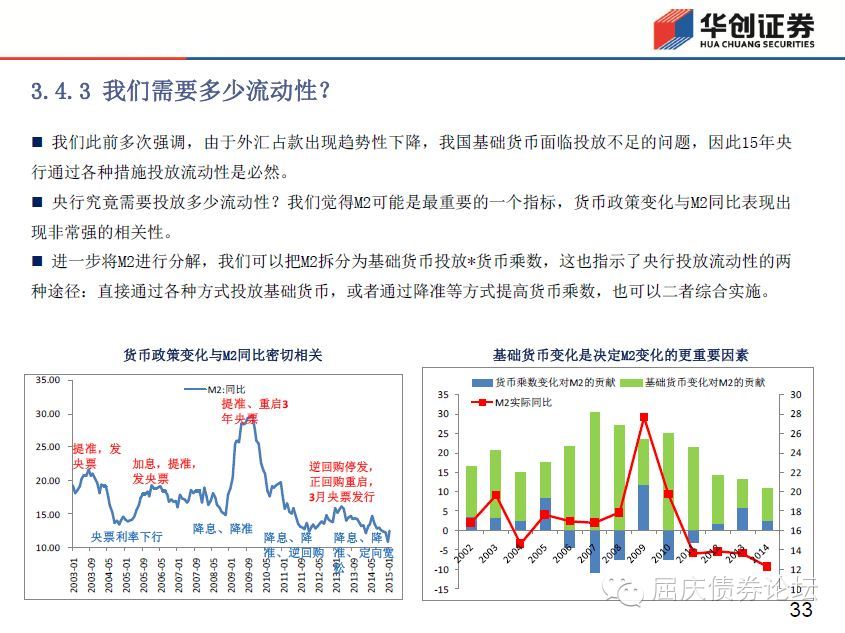 华创证券
HUA CHUANG SECURITIES
3.4.3 我们需要多少流动性？
■ 我们此前多次强调，由于外汇占款出现趋势性下降，我国基础货币面临投放不足的问题，因此15年央
行通过各种措施投放流动性是必然。
■ 央行究竟需要投放多少流动性？我们觉得M2可能是最重要的一个指标，货币政策变化与M2同比表现出
现非常强的相关性。
■ 进一步将M2进行分解，我们可以把M2拆分为基础货币投放*货币乘数，这也指示了央行投放流动性的两
种途径：直接通过各种方式投放基础货币，或者通过降准等方式提高货币乘数，也可以二者综合实施。
货币政策变化与M2同比密切相关
35.00
30.00
25.00
20.00
15.00
10.00
M2:同比
提准、重启3
年央票
提准，发
央票
加息，提准，
发央票
逆回购停发，
正回购重启，
3月央票发行
央票利率下行
降息、降准
降息、降
准、逆回购
降息、降
准、定向宽
松
2003-01
2003-09
2004-05
2005-01
2005-09
2006-05
2007-01
2007-09
2008-05
2009-01
2009-09
2010-05
2011-01
2011-09
2012-05
2013-01
2013-09
2014-05
2015-01
基础货币变化是决定M2变化的更重要因素
货币乘数变化对M2的贡献
基础货币变化对M2的贡献
M2实际同比
35
30
25
20
15
10
5
0
-5
-10
-15
30
28
26
24
22
20
18
16
14
12
10
2002
2003
2004
2005
2006
2007
2008
2009
2010
2011
2012
2013
2014
屈庆债券论坛
33